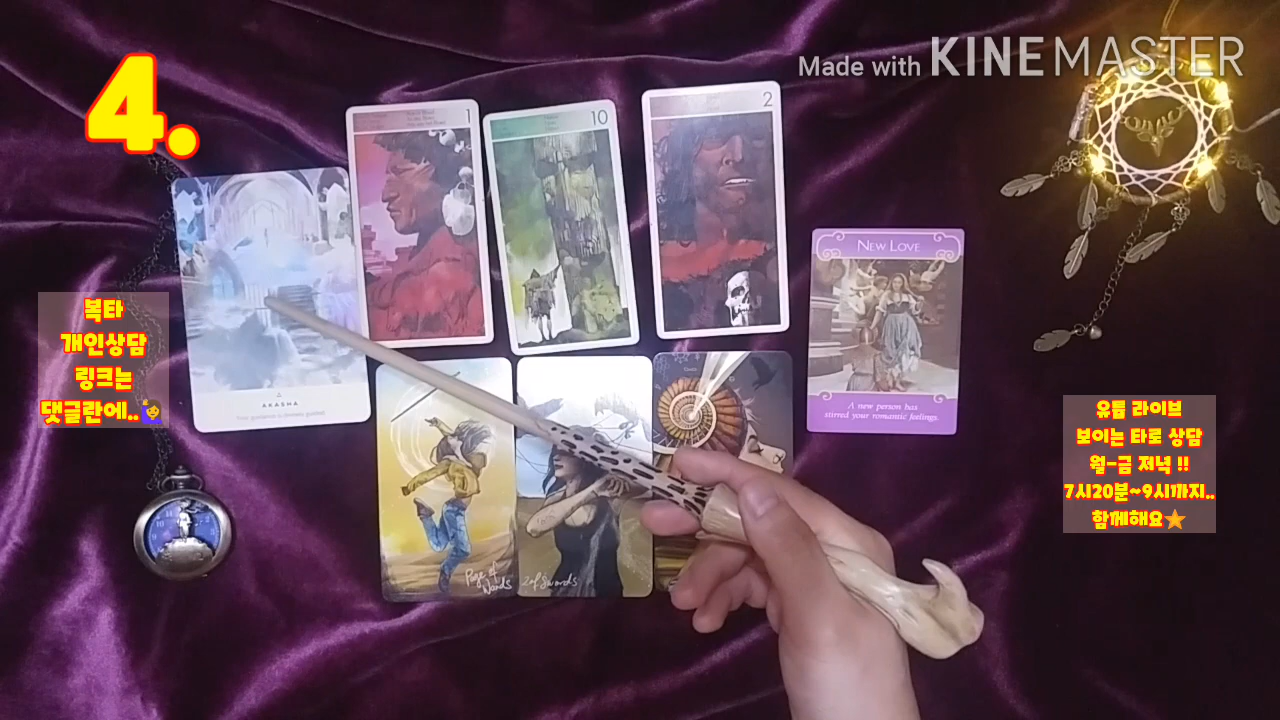 4.
Made with KINEMASTER
1
10
2
NEW LOVE
A new person has
stirred your romantic feelings.
AKASHA
Page of
Wands
2 of Swords
복타
개인상담
링크는
댓글란에..🙋‍♀️
유튭 라이브
보이는 타로 상담
월-금 저녁 !!
7시20분~9시까지..
함께해요⭐